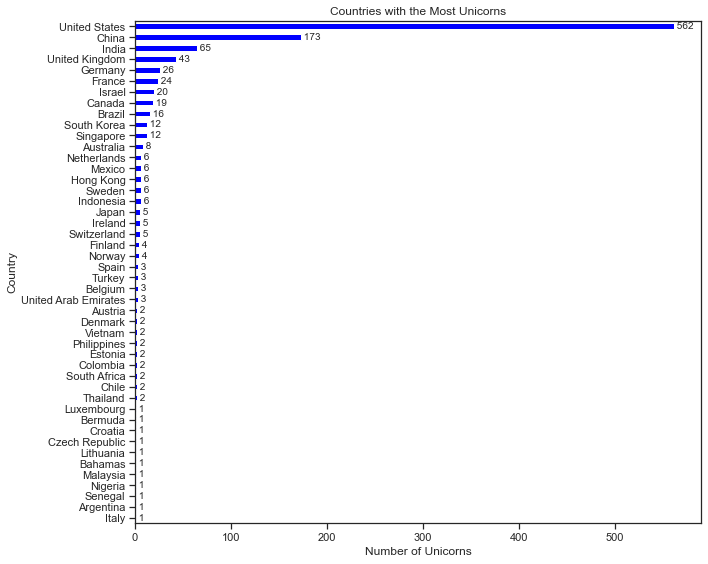 Countries with the Most Unicorns
United States 562
China 173
India 65
United Kingdom 43
Germany 26
France 24
Israel 20
Canada 19
Brazil 16
South Korea 12
Singapore 12
Australia 8
Netherlands 6
Mexico 6
Hong Kong 6
Sweden 6
Indonesia 6
Japan 5
Ireland 5
Switzerland 5
Finland 4
Norway 4
Spain 3
Turkey 3
Belgium 3
United Arab Emirates 3
Austria 2
Denmark 2
Vietnam 2
Philippines 2
Estonia 2
Colombia 2
South Africa 2
Chile 2
Thailand 2
Luxembourg 1
Bermuda 1
Croatia 1
Czech Republic 1
Lithuania 1
Bahamas 1
Malaysia 1
Nigeria 1
Senegal 1
Argentina 1
Italy 1
Country
0 100 200 300 400 500
Number of Unicorns